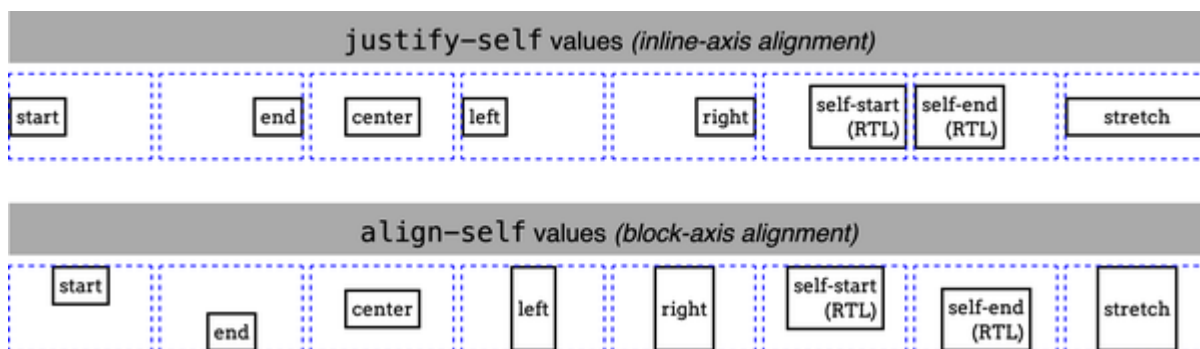 justify-self values (inline-axis alignment)
start
end
center
left
right
self-start
(RTL)
self-end
(RTL)
stretch
align-self values (block-axis alignment)
start
end
center
left
right
self-start
(RTL)
self-end
(RTL)
stretch